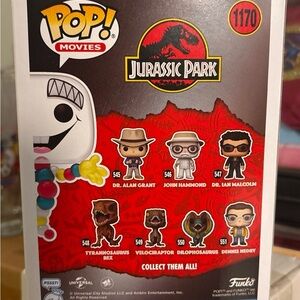 POP!
MOVIES
JURASSIC PARK
1170
545
DR. ALAN GRANT
546
JOHN HAMMOND
547
DR. IAN MALCOLM
548
TYRANNOSAURUS
REX
549
VELOCIRAPTOR
550
DILOPHOSAURUS
551
DENNIS NEDRY
COLLECT THEM ALL!
UNIVERSAL
Funko